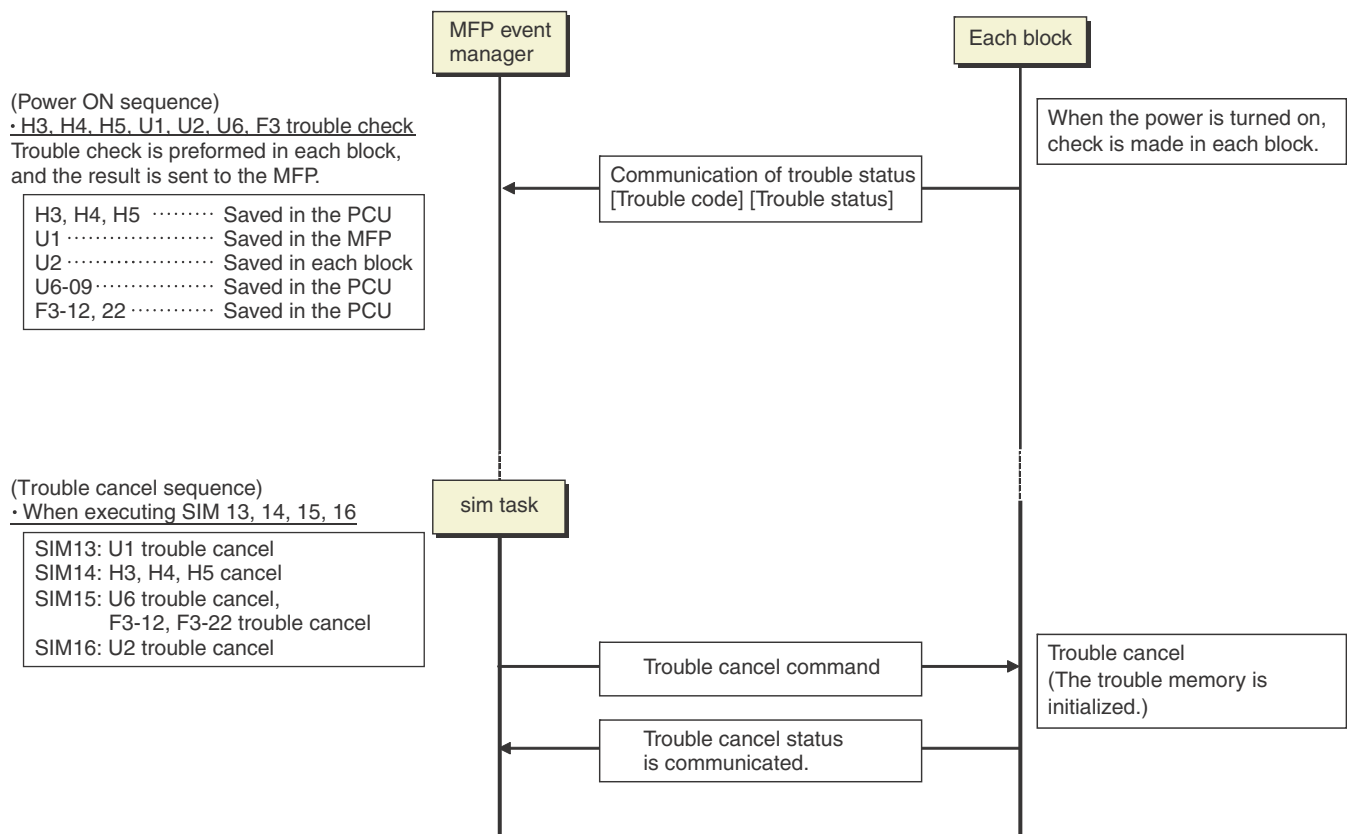 MFP event
manager
Each block
(Power ON sequence)
· H3, H4, H5, U1, U2, U6, F3 trouble check
Trouble check is preformed in each block,
and the result is sent to the MFP.
H3, H4, H5 ········· Saved in the PCU
U1 ···················· Saved in the MFP
U2 ···················· Saved in each block
U6-09 ················ Saved in the PCU
F3-12, 22 ············ Saved in the PCU
When the power is turned on,
check is made in each block.
Communication of trouble status
[Trouble code] [Trouble status]
(Trouble cancel sequence)
· When executing SIM 13, 14, 15, 16
sim task
SIM13: U1 trouble cancel
SIM14: H3, H4, H5 cancel
SIM15: U6 trouble cancel,
F3-12, F3-22 trouble cancel
SIM16: U2 trouble cancel
Trouble cancel command
Trouble cancel
(The trouble memory is
initialized.)
Trouble cancel status
is communicated.